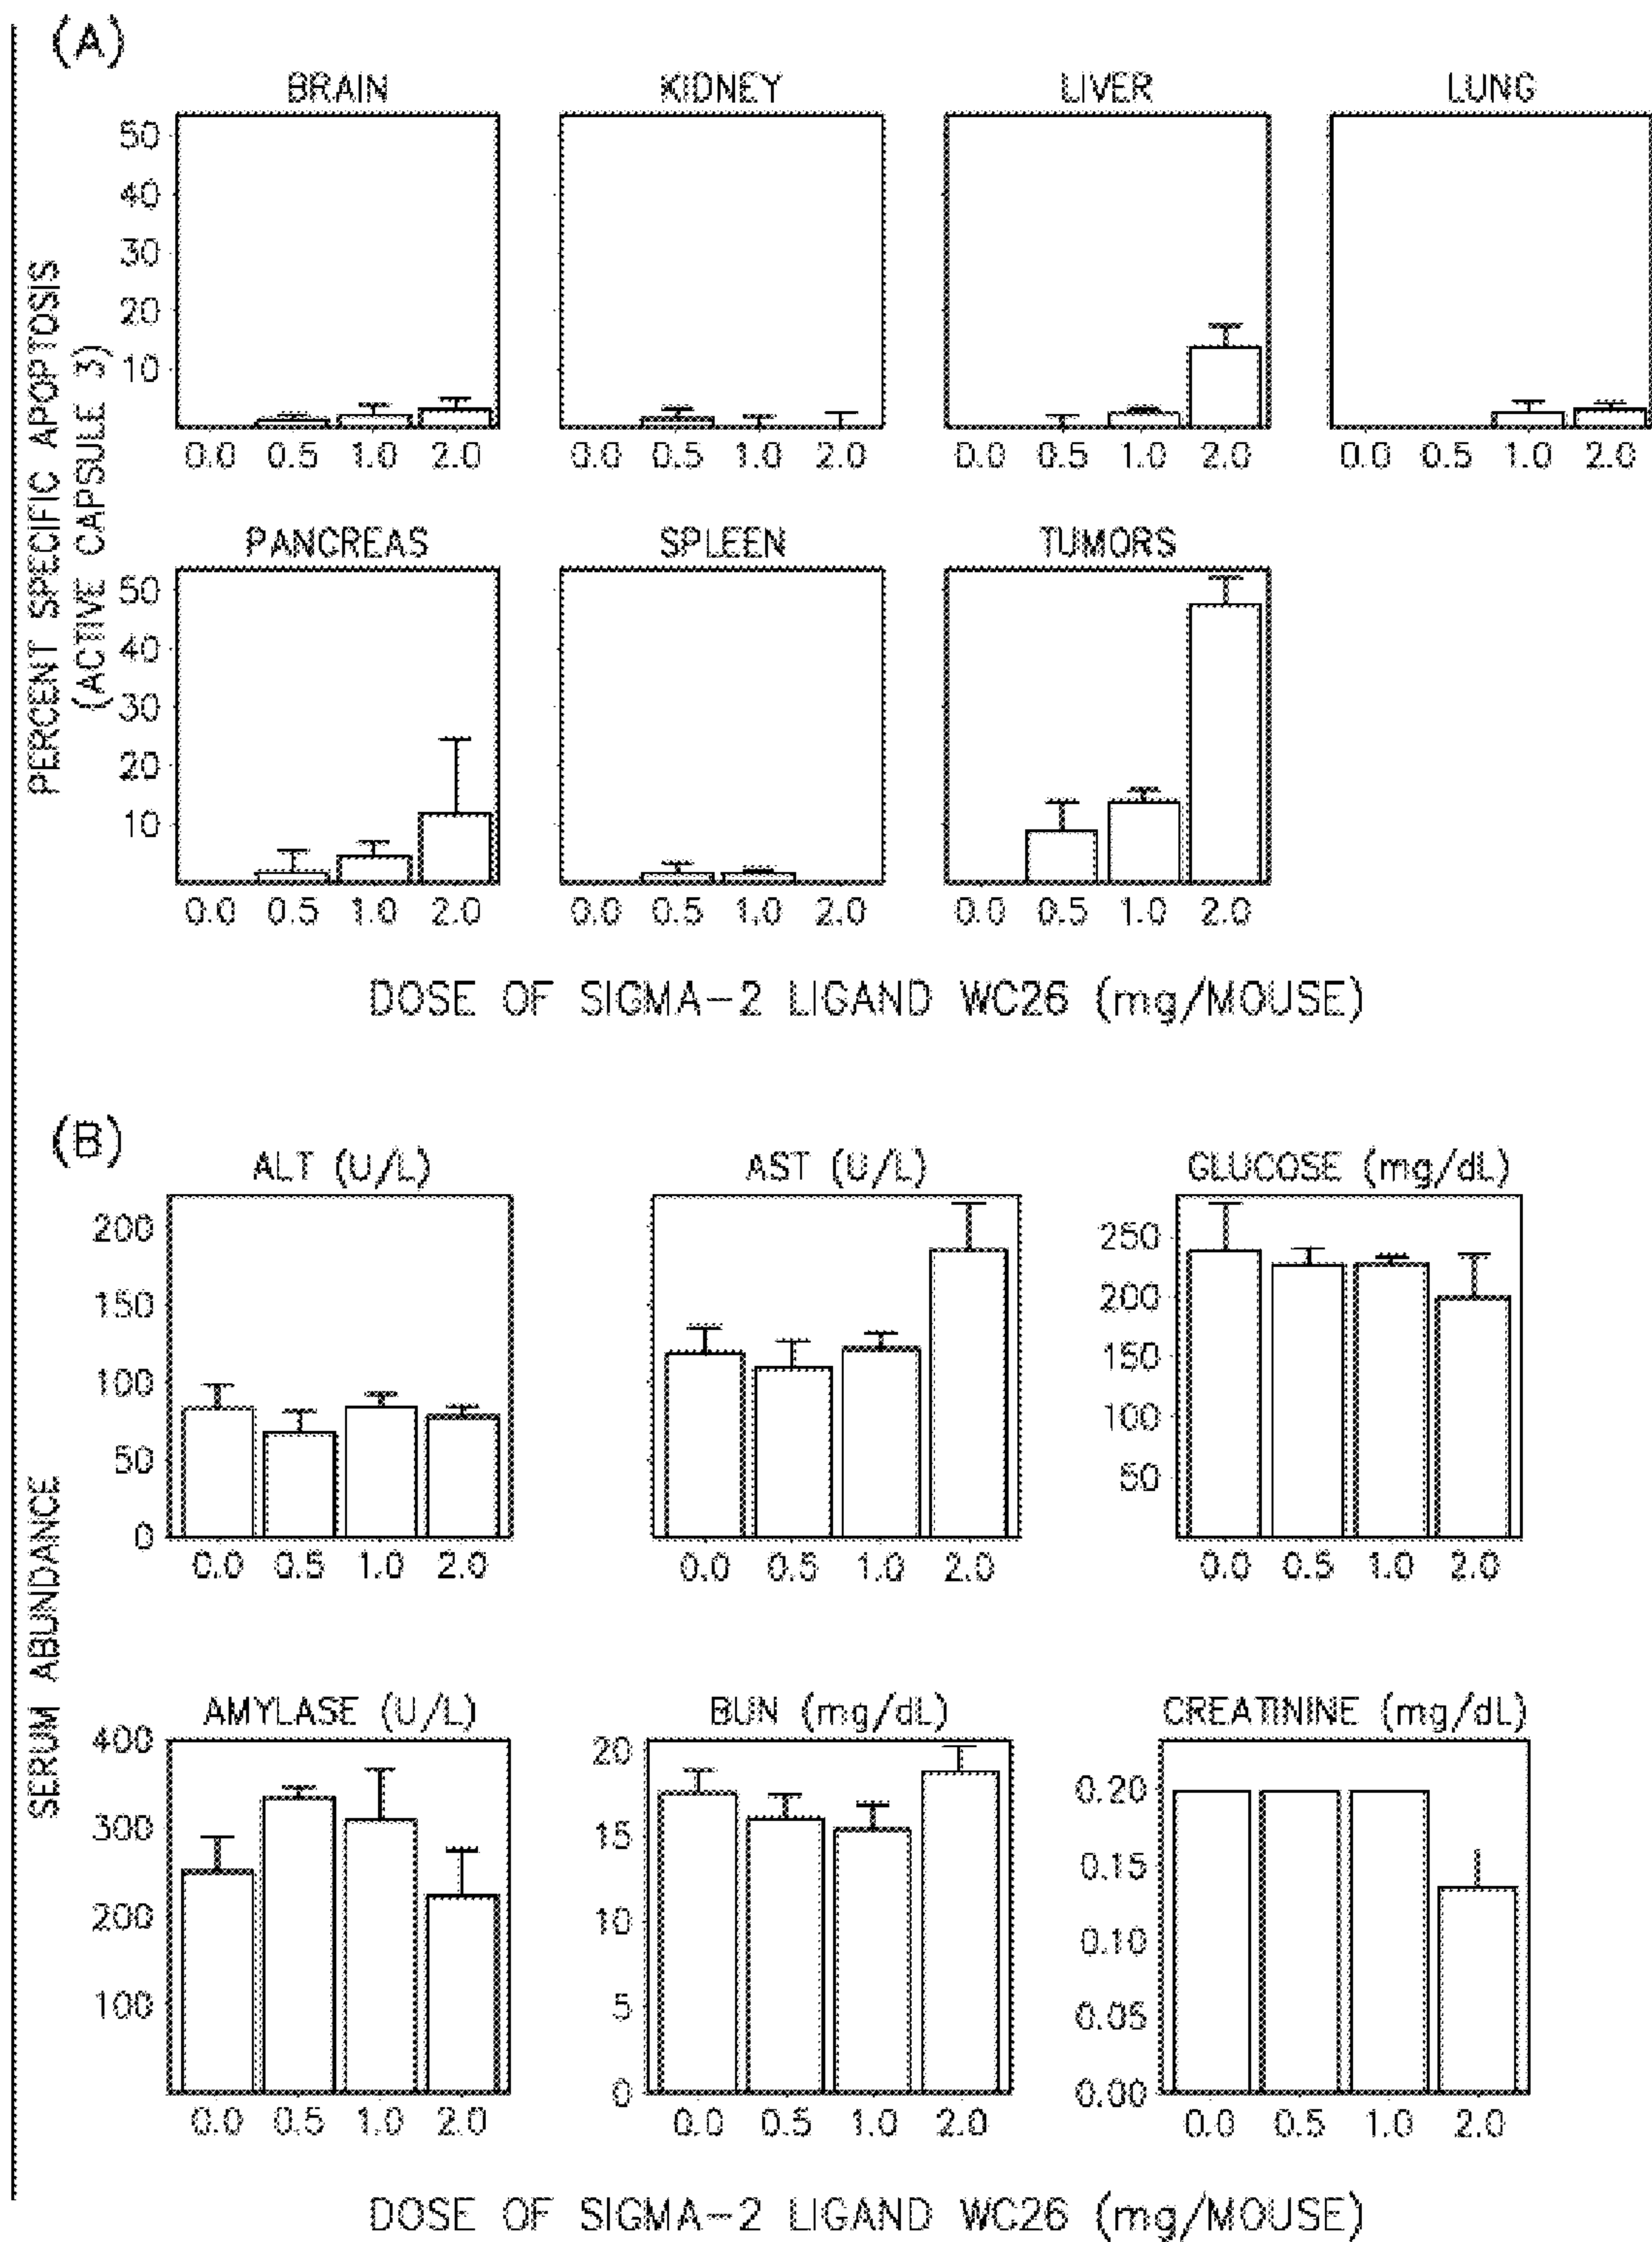 (A)
BRAIN KIDNEY LIVER LUNG
50
40
30
20
10
0.0 0.5 1.0 2.0 0.0 0.5 1.0 2.0 0.0 0.5 1.0 2.0 0.0 0.5 1.0 2.0
PERCENT SPECIFIC APOPTOSIS
(ACTIVE CAPSULE 3)
PANCREAS SPLEEN TUMORS
50
40
30
20
10
0.0 0.5 1.0 2.0 0.0 0.5 1.0 2.0 0.0 0.5 1.0 2.0
DOSE OF SIGMA-2 LIGAND WC26 (mg/MOUSE)
(B)
ALT (U/L) AST (U/L) GLUCOSE (mg/dL)
200
150
100
50
0
250
200
150
100
50
0.0 0.5 1.0 2.0 0.0 0.5 1.0 2.0 0.0 0.5 1.0 2.0
SERUM ABUNDANCE
AMYLASE (U/L) BUN (mg/dL) CREATININE (mg/dL)
400
300
200
100
20
15
10
5
0
0.20
0.15
0.10
0.05
0.00
0.0 0.5 1.0 2.0 0.0 0.5 1.0 2.0 0.0 0.5 1.0 2.0
DOSE OF SIGMA-2 LIGAND WC26 (mg/MOUSE)